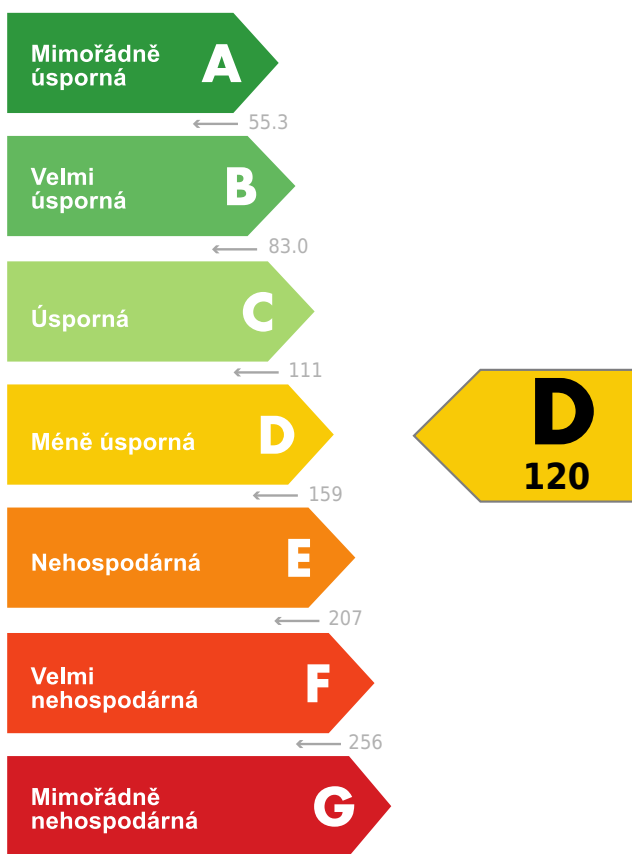 Mimořádně
úsporná
A
55.3
Velmi
úsporná
B
83.0
Úsporná
C
111
Méně úsporná
D
D
120
159
Nehospodárná
E
207
Velmi
nehospodárná
F
256
Mimořádně
nehospodárná
G